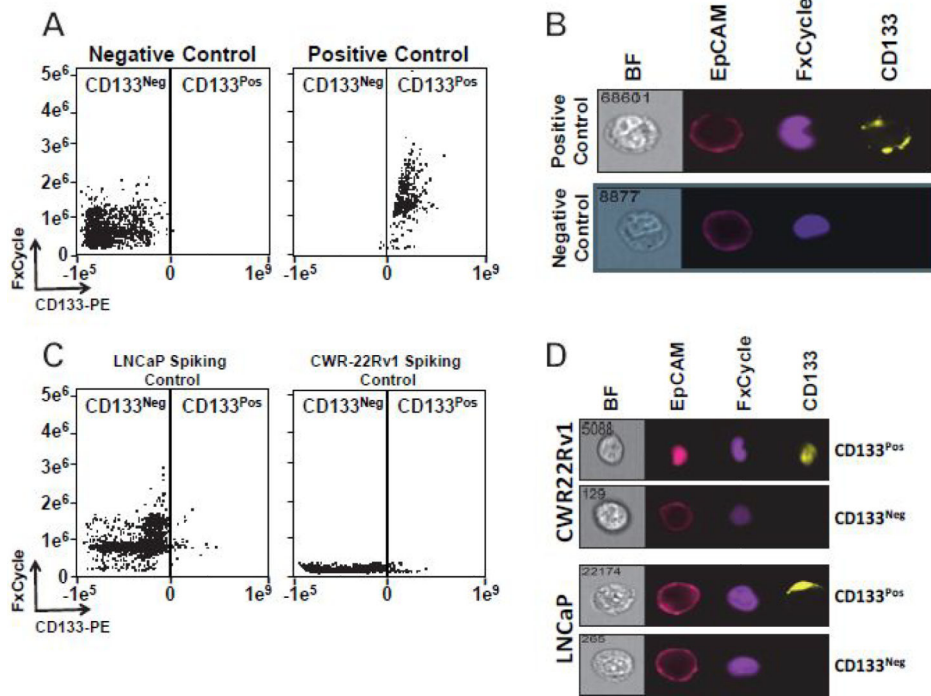 A
Negative Control
Positive Control
CD133Neg CD133Pos
CD133Neg CD133Pos
5e6
4e6
3e6
2e6
1e6
0
-1e5 0 1e9
-1e5 0 1e9
FxCycle
CD133-PE
B
BF EpCAM FxCycle CD133
Positive Control
68601
Negative Control
8877
C
LNCaP Spiking
Control
CWR-22Rv1 Spiking
Control
CD133Neg CD133Pos
CD133Neg CD133Pos
5e6
4e6
3e6
2e6
1e6
0
-1e5 0 1e9
-1e5 0 1e9
FxCycle
CD133-PE
D
BF EpCAM FxCycle CD133
CWR22Rv1
5088
CD133Pos
129
CD133Neg
LNCaP
22174
CD133Pos
265
CD133Neg